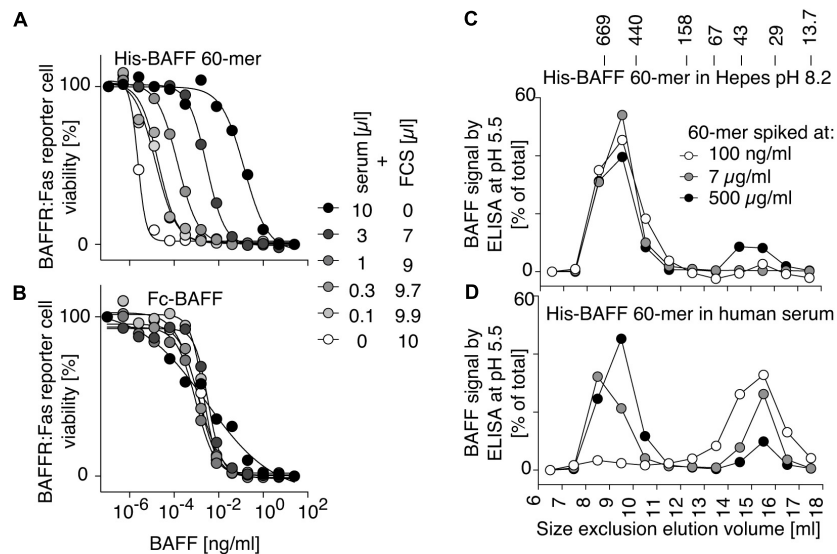 A
His-BAFF 60-mer
BAFFR:Fas reporter cell
viability [%]
100
0
serum [µl]
+
FCS [µl]
10 0
3 7
1 9
0.3 9.7
0.1 9.9
0 10
B
Fc-BAFF
BAFFR:Fas reporter cell
viability [%]
100
0
10⁻⁶ 10⁻⁴ 10⁻² 10⁰ 10²
BAFF [ng/ml]
C
669 440 158 67 43 29 13.7
His-BAFF 60-mer in Hepes pH 8.2
BAFF signal by
ELISA at pH 5.5
[% of total]
60
0
60-mer spiked at:
100 ng/ml
7 µg/ml
500 µg/ml
D
His-BAFF 60-mer in human serum
BAFF signal by
ELISA at pH 5.5
[% of total]
60
0
6 7 8 9 10 11 12 13 14 15 16 17 18
Size exclusion elution volume [ml]